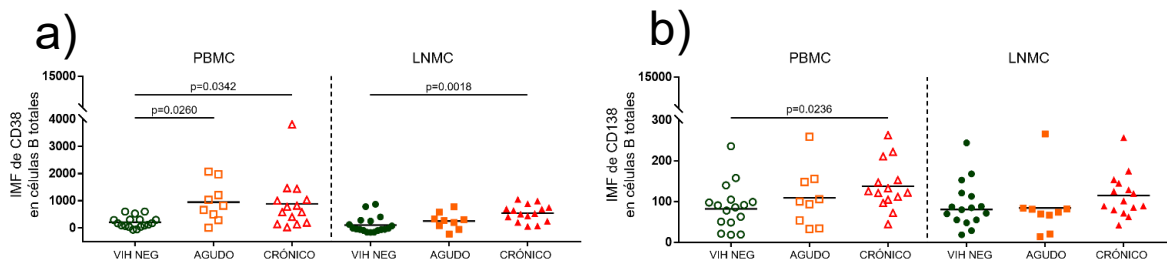 a)
PBMC
LNMC
15000
p=0.0342
p=0.0018
p=0.0260
4000
3000
2000
1000
0
IMF de CD38
en células B totales
VIH NEG
AGUDO
CRÓNICO
VIH NEG
AGUDO
CRÓNICO
b)
PBMC
LNMC
15000
p=0.0236
300
200
100
0
IMF de CD138
en células B totales
VIH NEG
AGUDO
CRÓNICO
VIH NEG
AGUDO
CRÓNICO